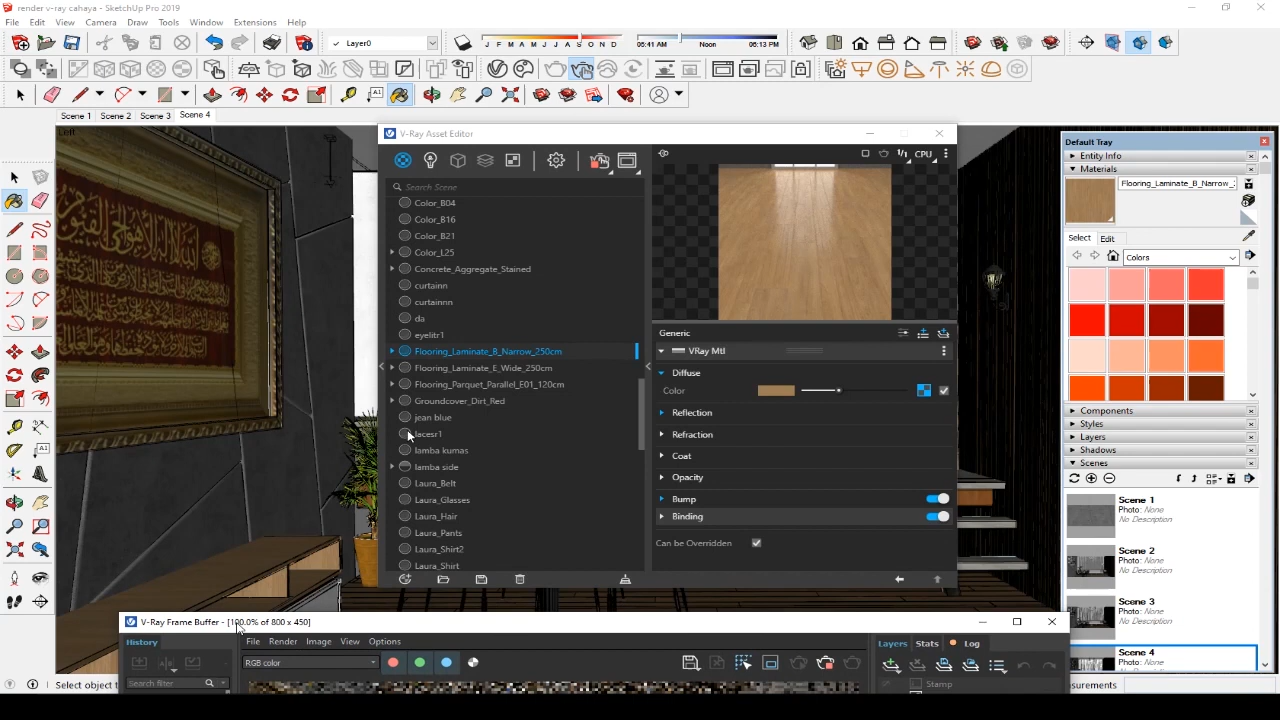 render v-ray cahaya - SketchUp Pro 2019
File Edit View Camera Draw Tools Window Extensions Help
Layer0
J F M A M J J A S O N D
06:41 AM Noon 06:13 PM
Scene 1 Scene 2 Scene 3 Scene 4
Left
V-Ray Asset Editor
1/1 CPU
Search Scene
Color_B04
Color_B16
Color_B21
Color_L25
Concrete_Aggregate_Stained
curtainn
curtainnn
da
eyelitr1
Flooring_Laminate_B_Narrow_250cm
Flooring_Laminate_E_Wide_250cm
Flooring_Parquet_Parallel_E01_120cm
Groundcover_Dirt_Red
jean blue
lacesr1
lamba kumas
lamba side
Laura_Belt
Laura_Glasses
Laura_Hair
Laura_Pants
Laura_Shirt2
Laura_Shirt
Generic
VRay Mtl
Diffuse
Color
Reflection
Refraction
Coat
Opacity
Bump
Binding
Can be Overridden
Default Tray
Entity Info
Materials
Flooring_Laminate_B_Narrow_
Select Edit
Colors
Components
Styles
Layers
Shadows
Scenes
Scene 1
Photo: None
No Description
Scene 2
Photo: None
No Description
Scene 3
Photo: None
No Description
Scene 4
Photo: None
V-Ray Frame Buffer - [100.0% of 800 x 450]
History
File Render Image View Options
RGB color
Search filter
Layers Stats Log
Stamp
Select object
surements